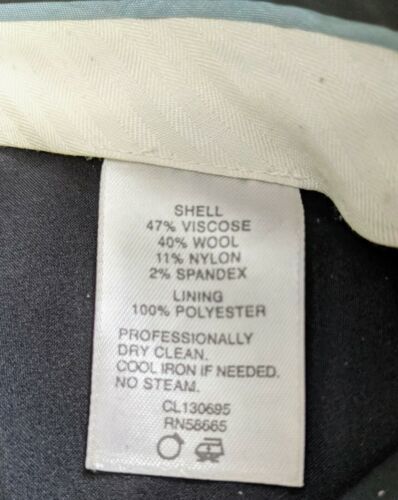 SHELL
47% VISCOSE
40% WOOL
11% NYLON
2% SPANDEX
LINING
100% POLYESTER
PROFESSIONALLY
DRY CLEAN.
COOL IRON IF NEEDED.
NO STEAM.
CL130695
RN58665